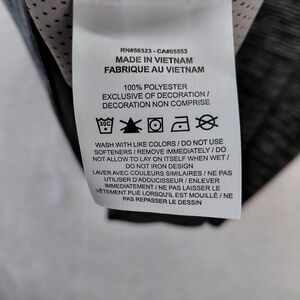 RN#56323 - CA#05553
MADE IN VIETNAM
FABRIQUE AU VIETNAM
100% POLYESTER
EXCLUSIVE OF DECORATION /
DECORATION NON COMPRISE
30C
WASH WITH LIKE COLORS / DO NOT USE
SOFTENERS / REMOVE IMMEDIATELY / DO
NOT ALLOW TO LAY ON ITSELF WHEN WET /
DO NOT IRON DESIGN
LAVER AVEC COULEURS SIMILAIRES / NE PAS
UTILISER D'ADOUCISSEUR / ENLEVER
IMMEDIATEMENT / NE PAS LAISSER LE
VÊTEMENT PLIÉ LORSQU'IL EST MOUILLÉ / NE
PAS REPASSER LE DESSIN